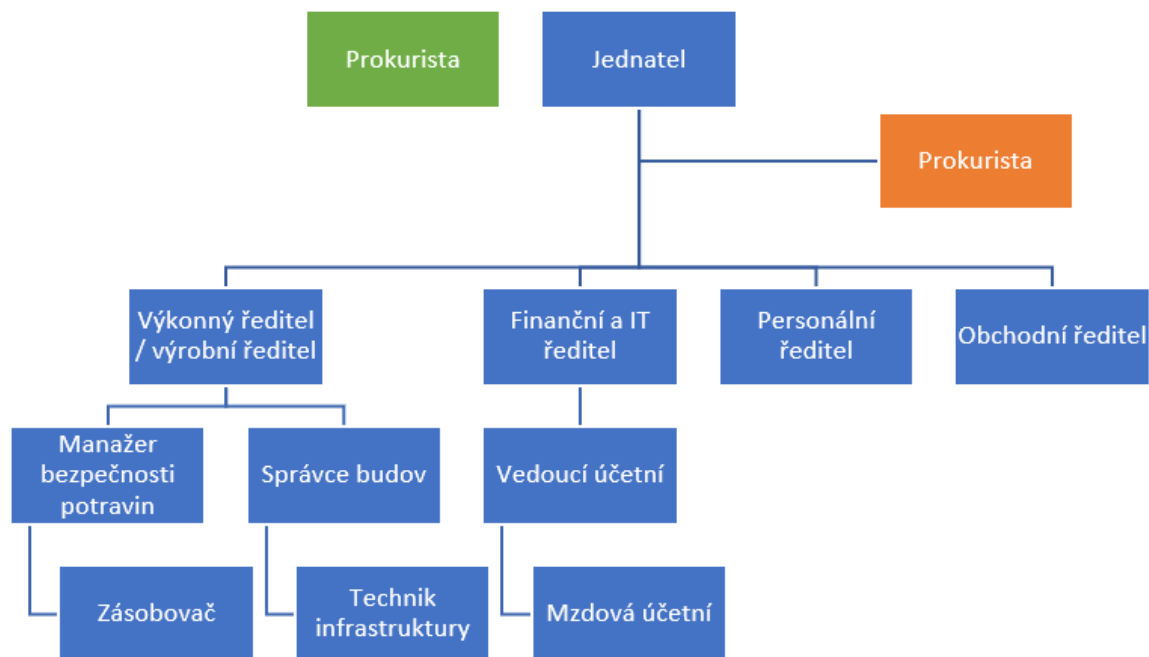 Prokurista
Jednatel
Prokurista
Výkonný ředitel
/ výrobní ředitel
Finanční a IT
ředitel
Personální
ředitel
Obchodní ředitel
Manažer
bezpečnosti
potravin
Správce budov
Vedoucí účetní
Zásobovač
Technik
infrastruktury
Mzdová účetní